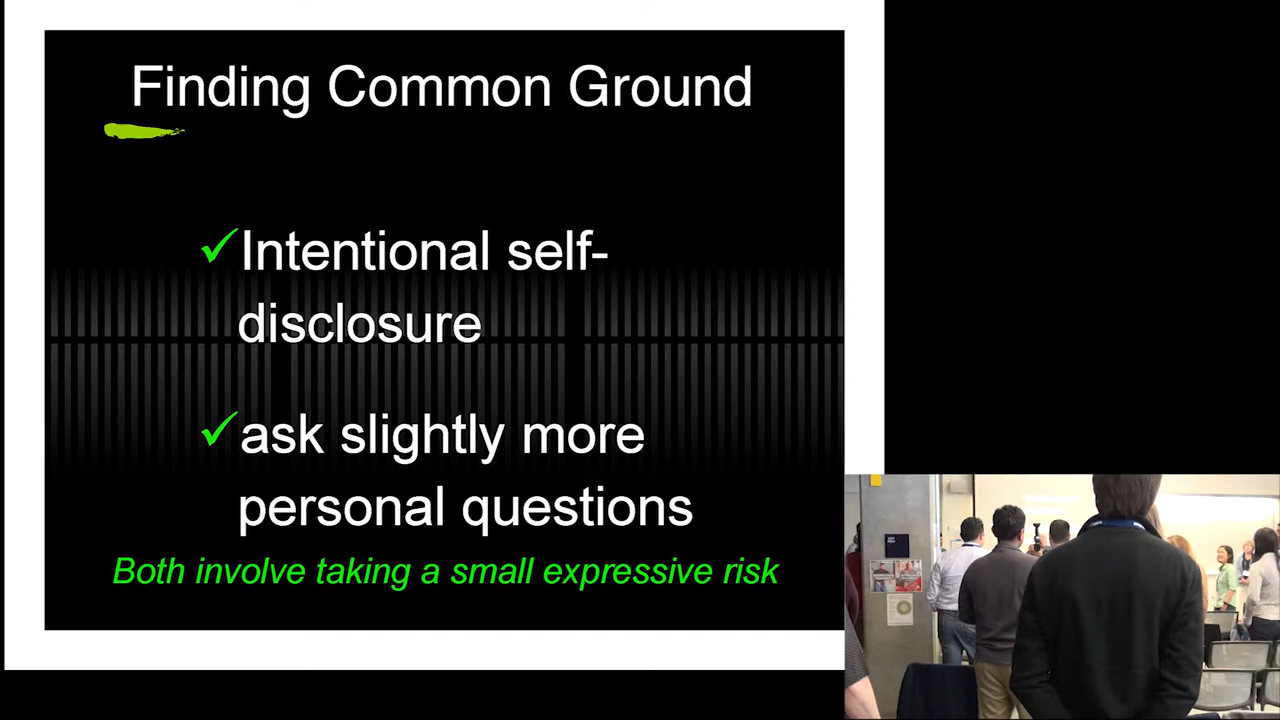 Finding Common Ground
✓Intentional self-
disclosure
✓ask slightly more
personal questions
Both involve taking a small expressive risk